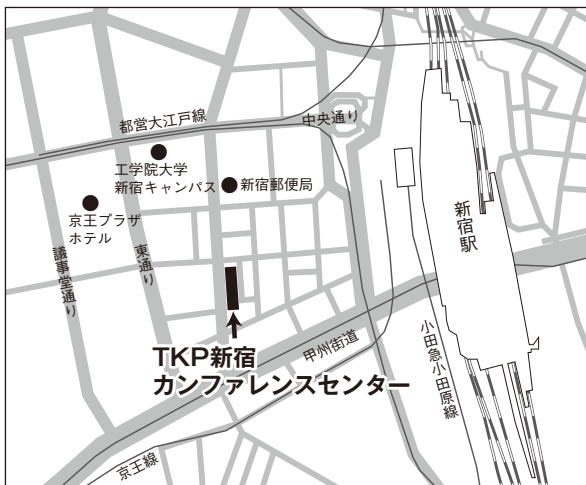 都営大江戸線
中央通り
工学院大学
新宿キャンパス
新宿郵便局
京王プラザ
ホテル
議事堂通り
東通り
新宿駅
甲州街道
小田急小田原線
TKP新宿
カンファレンスセンター
京王線